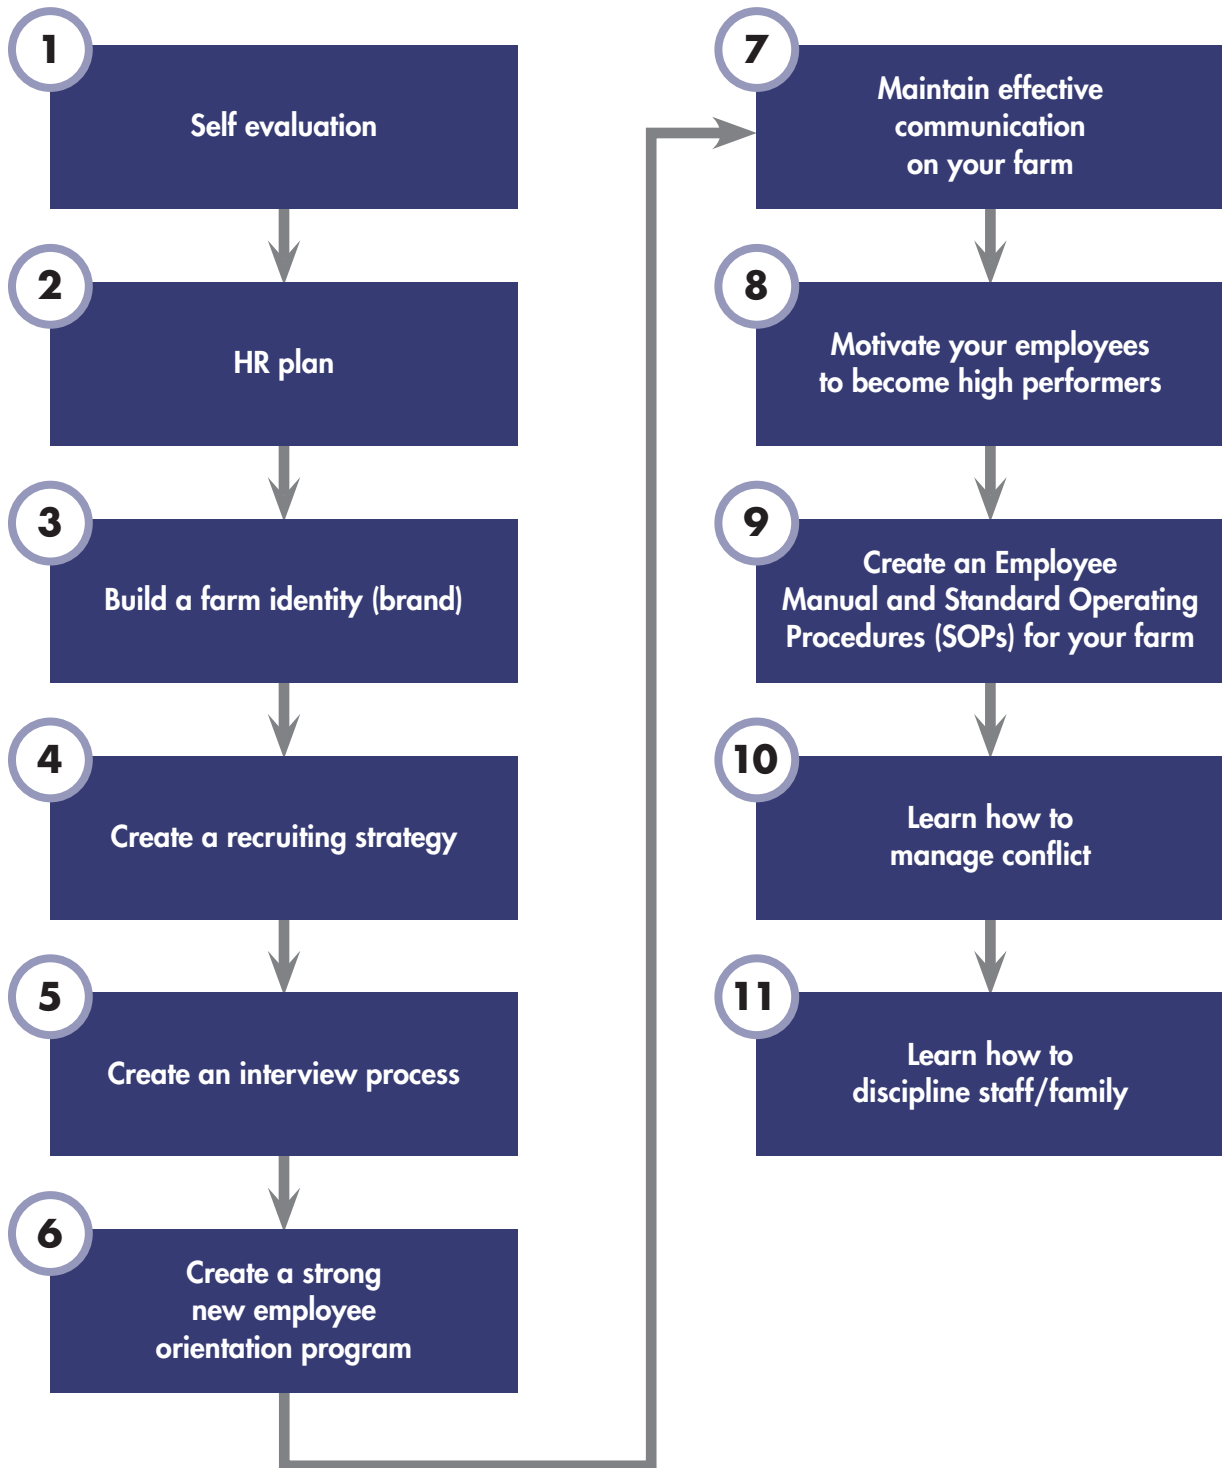 1
Self evaluation
2
HR plan
3
Build a farm identity (brand)
4
Create a recruiting strategy
5
Create an interview process
6
Create a strong
new employee
orientation program
7
Maintain effective
communication
on your farm
8
Motivate your employees
to become high performers
9
Create an Employee
Manual and Standard Operating
Procedures (SOPs) for your farm
10
Learn how to
manage conflict
11
Learn how to
discipline staff/family